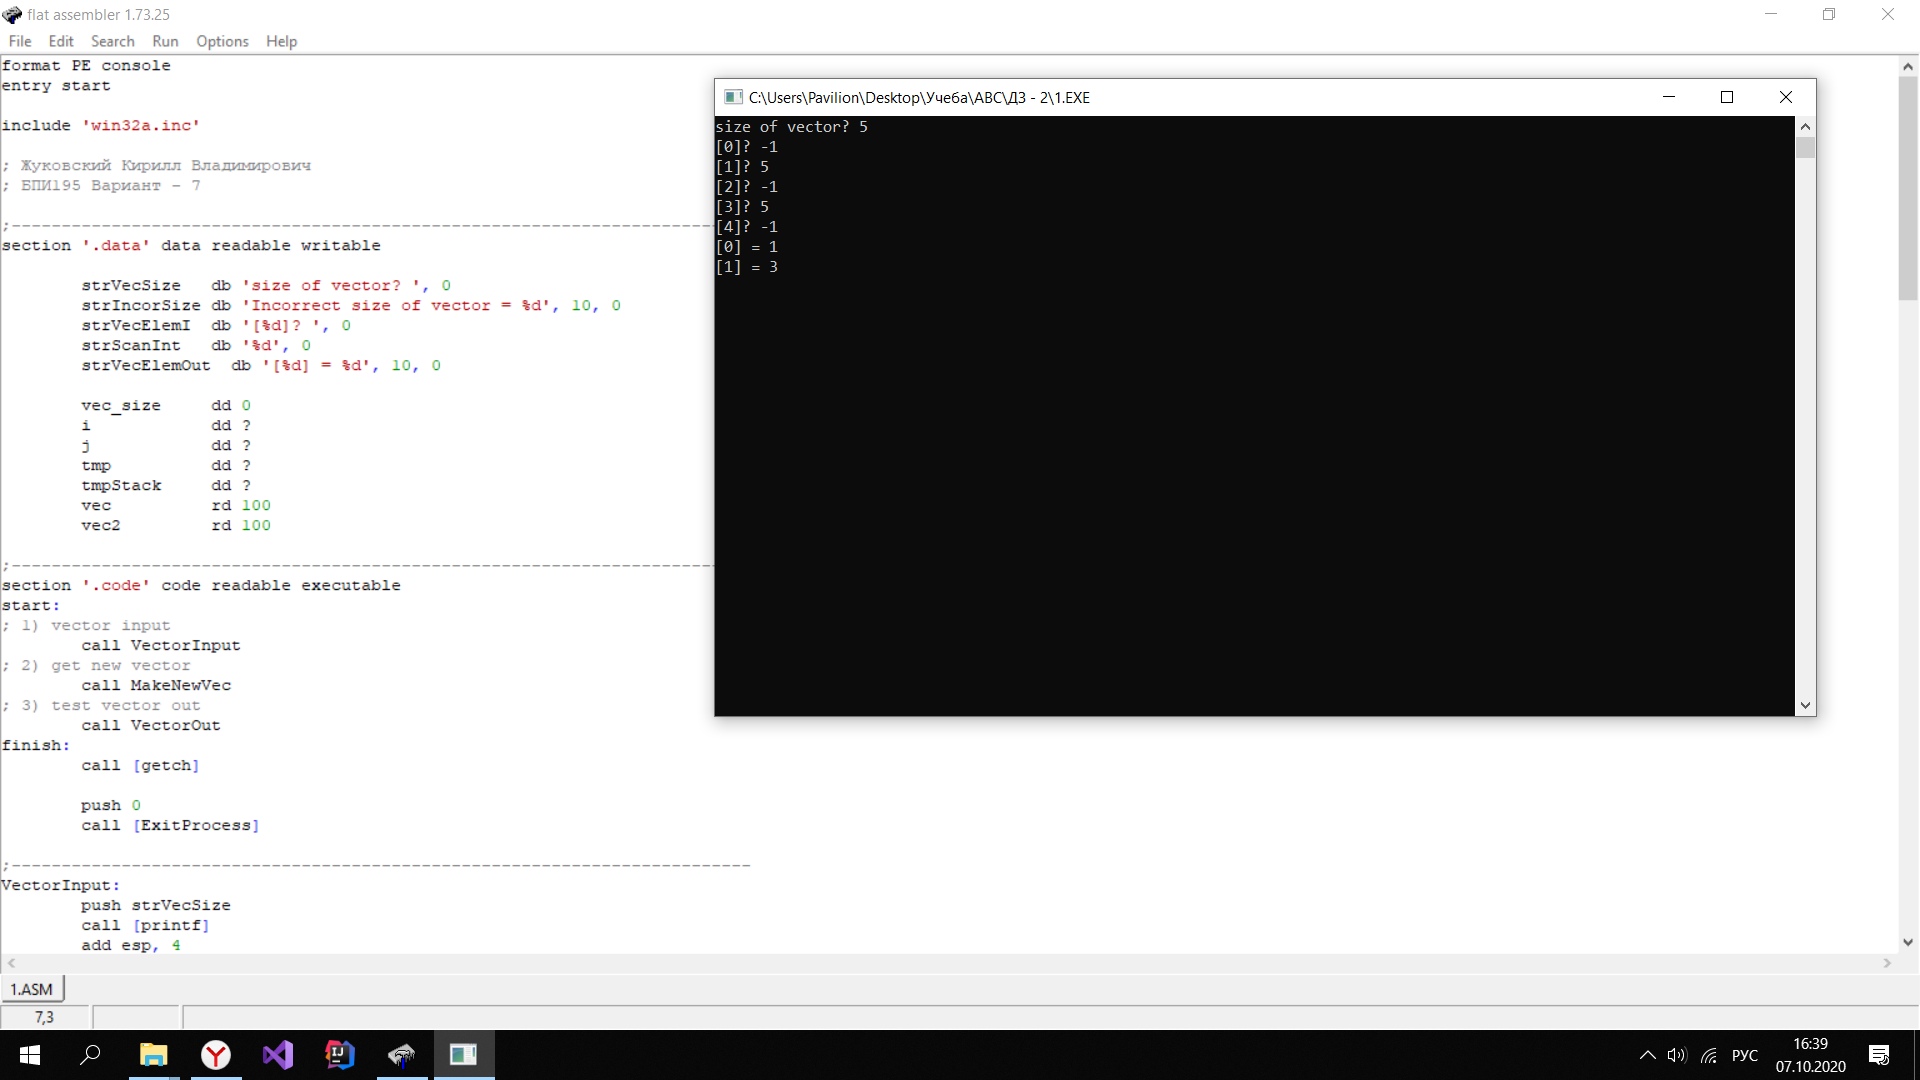 flat assembler 1.73.25
File Edit Search Run Options Help
format PE console
entry start
include 'win32a.inc'
; Жуковский Кирилл Владимирович
; БПИ195 Вариант - 7
;-----------------------------------------------------------------------
section '.data' data readable writable
strVecSize db 'size of vector? ', 0
strIncorSize db 'Incorrect size of vector = %d', 10, 0
strVecElemI db '[%d]? ', 0
strScanInt db '%d', 0
strVecElemOut db '[%d] = %d', 10, 0
vec_size dd 0
i dd ?
j dd ?
tmp dd ?
tmpStack dd ?
vec rd 100
vec2 rd 100
;-----------------------------------------------------------------------
section '.code' code readable executable
start:
; 1) vector input
call VectorInput
; 2) get new vector
call MakeNewVec
; 3) test vector out
call VectorOut
finish:
call [getch]
push 0
call [ExitProcess]
;--------------------------------------------------------------------------
VectorInput:
push strVecSize
call [printf]
add esp, 4
1.ASM
7,3
C:\Users\Pavilion\Desktop\Учеба\АВС\ДЗ - 2\1.EXE
size of vector? 5
[0]? -1
[1]? 5
[2]? -1
[3]? 5
[4]? -1
[0] = 1
[1] = 3
РУС
16:39
07.10.2020